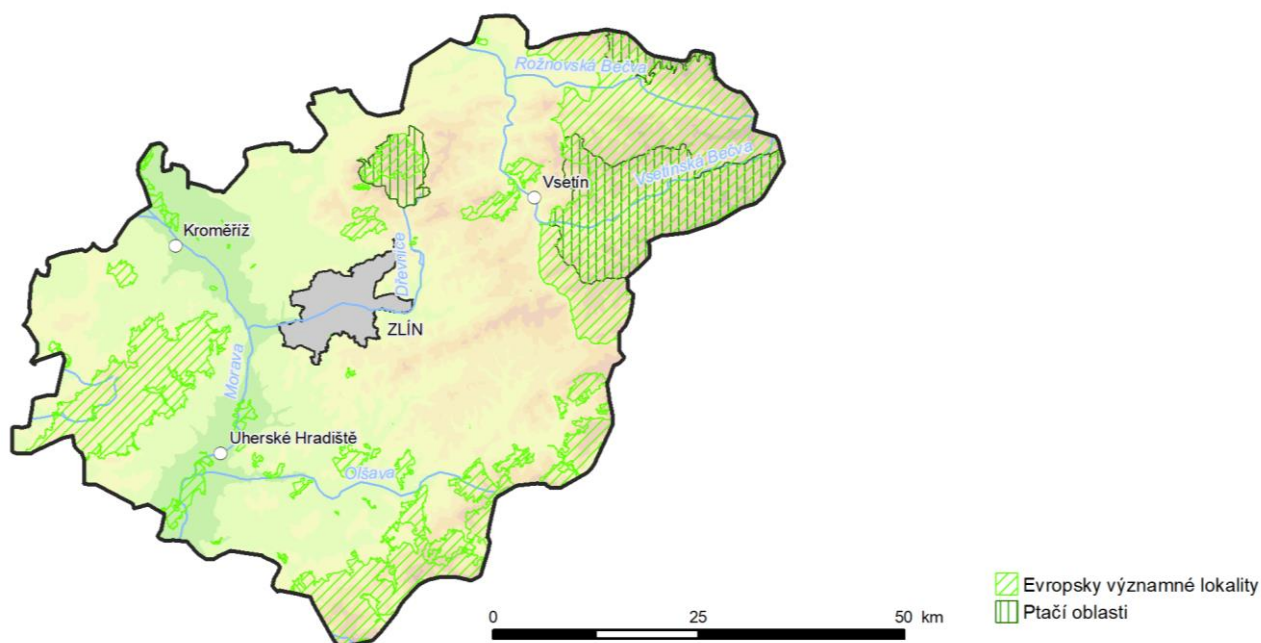 Rožnovská Bečva
Vsetínská Bečva
Vsetín
Kroměříž
Dřevnice
ZLÍN
Morava
Uherské Hradiště
Olšava
Evropsky významné lokality
Ptačí oblasti
0 25 50 km